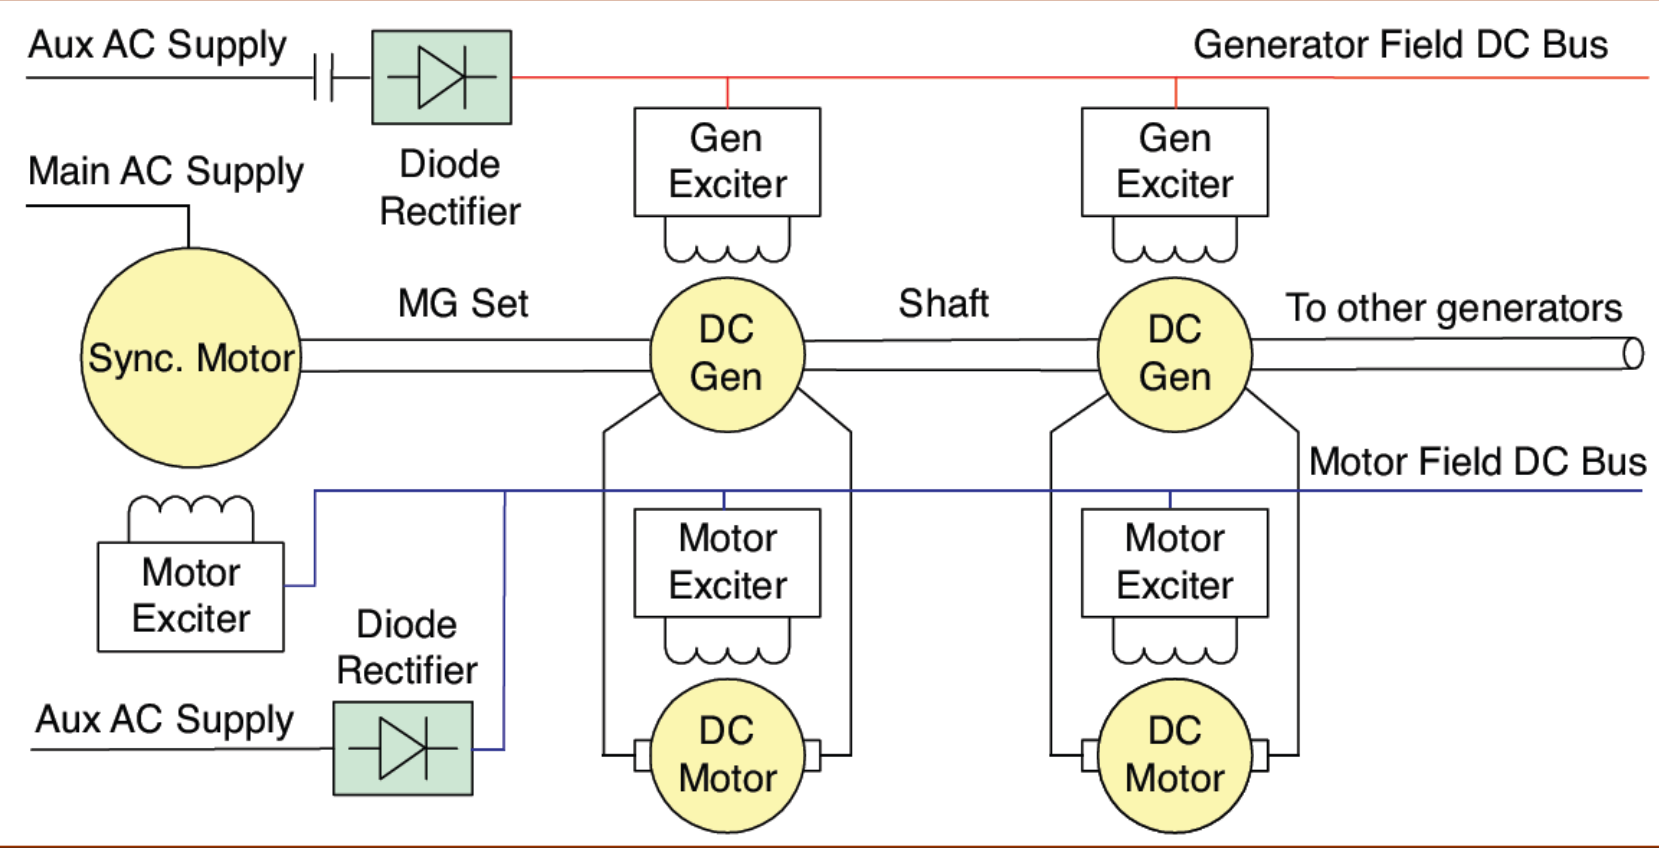 Aux AC Supply
Generator Field DC Bus
Gen
Exciter
Gen
Exciter
Diode
Rectifier
Main AC Supply
MG Set
Shaft
To other generators
Sync. Motor
DC
Gen
DC
Gen
Motor Field DC Bus
Motor
Exciter
Motor
Exciter
Motor
Exciter
Diode
Rectifier
Aux AC Supply
DC
Motor
DC
Motor